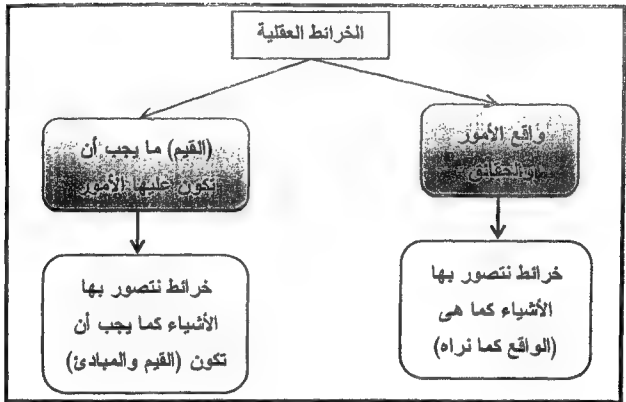 الخرائط العقلية
واقع الأمور
والحقائق
(القيم) ما يجب أن
تكون عليها الأمور
خرائط نتصور بها
الأشياء كما هى
(الواقع كما نراه)
خرائط نتصور بها
الأشياء كما يجب أن
تكون (القيم والمبادئ)